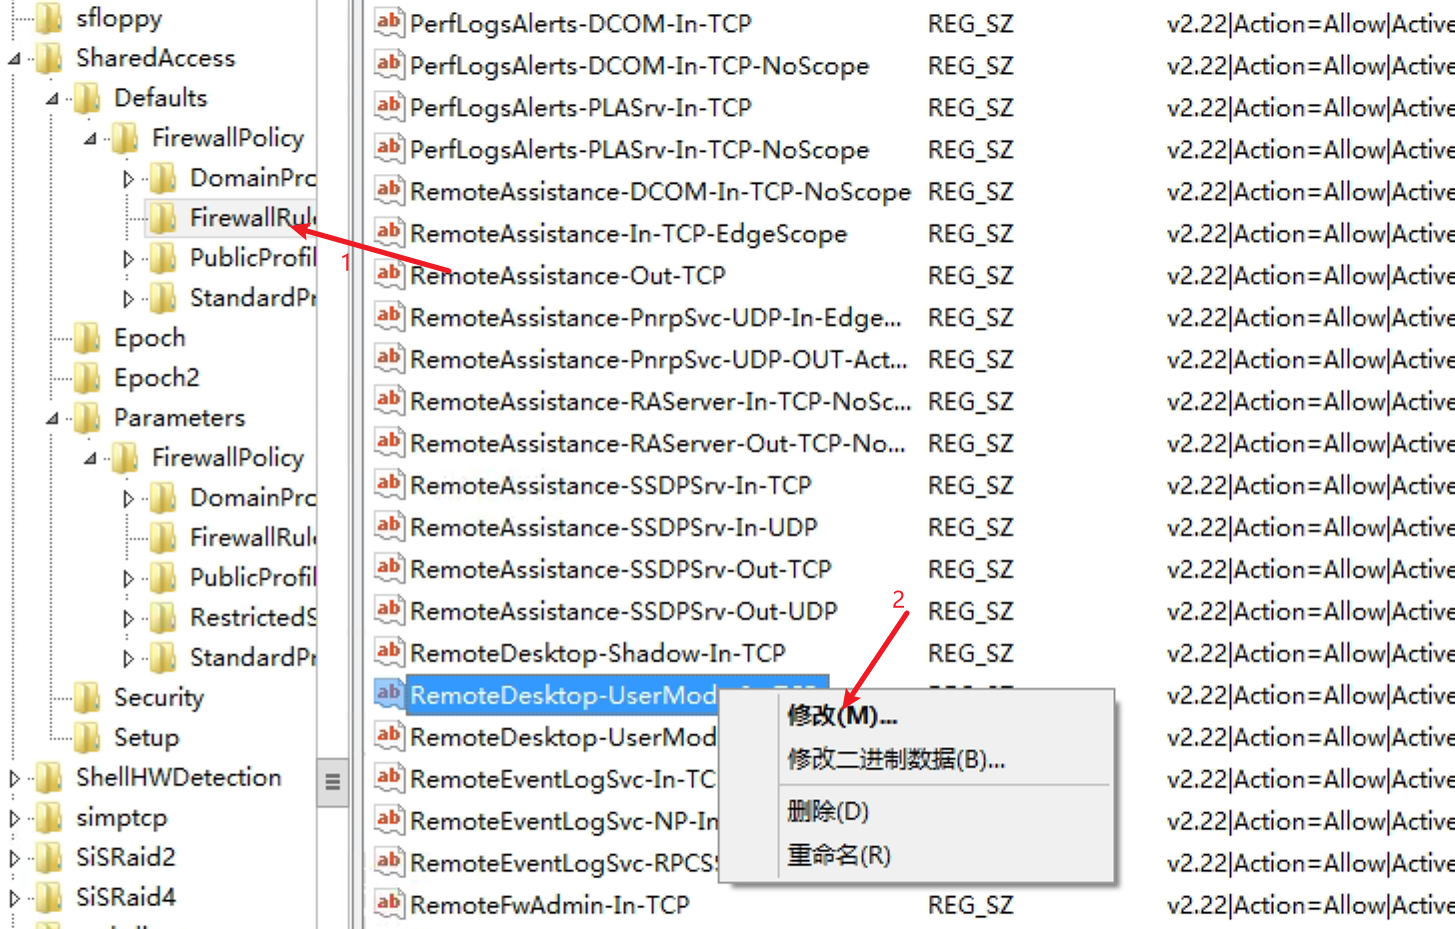 sfloppy
SharedAccess
Defaults
FirewallPolicy
DomainPro
FirewallRule
PublicProfil
StandardPr
Epoch
Epoch2
Parameters
FirewallPolicy
DomainPro
FirewallRule
PublicProfil
RestrictedS
StandardPr
Security
Setup
ShellHWDetection
simptcp
SiSRaid2
SiSRaid4
1
PerfLogsAlerts-DCOM-In-TCP REG_SZ v2.22|Action=Allow|Active
PerfLogsAlerts-DCOM-In-TCP-NoScope REG_SZ v2.22|Action=Allow|Active
PerfLogsAlerts-PLASrv-In-TCP REG_SZ v2.22|Action=Allow|Active
PerfLogsAlerts-PLASrv-In-TCP-NoScope REG_SZ v2.22|Action=Allow|Active
RemoteAssistance-DCOM-In-TCP-NoScope REG_SZ v2.22|Action=Allow|Active
RemoteAssistance-In-TCP-EdgeScope REG_SZ v2.22|Action=Allow|Active
RemoteAssistance-Out-TCP REG_SZ v2.22|Action=Allow|Active
RemoteAssistance-PnrpSvc-UDP-In-Edge... REG_SZ v2.22|Action=Allow|Active
RemoteAssistance-PnrpSvc-UDP-OUT-Act... REG_SZ v2.22|Action=Allow|Active
RemoteAssistance-RAServer-In-TCP-NoSc... REG_SZ v2.22|Action=Allow|Active
RemoteAssistance-RAServer-Out-TCP-No... REG_SZ v2.22|Action=Allow|Active
RemoteAssistance-SSDPSrv-In-TCP REG_SZ v2.22|Action=Allow|Active
RemoteAssistance-SSDPSrv-In-UDP REG_SZ v2.22|Action=Allow|Active
RemoteAssistance-SSDPSrv-Out-TCP REG_SZ v2.22|Action=Allow|Active
RemoteAssistance-SSDPSrv-Out-UDP REG_SZ v2.22|Action=Allow|Active
RemoteDesktop-Shadow-In-TCP REG_SZ v2.22|Action=Allow|Active
RemoteDesktop-UserMod v2.22|Action=Allow|Active
RemoteDesktop-UserMod v2.22|Action=Allow|Active
RemoteEventLogSvc-In-TC v2.22|Action=Allow|Active
RemoteEventLogSvc-NP-In v2.22|Action=Allow|Active
RemoteEventLogSvc-RPCSS v2.22|Action=Allow|Active
RemoteFwAdmin-In-TCP REG_SZ v2.22|Action=Allow|Active
2
修改(M)...
修改二进制数据(B)...
删除(D)
重命名(R)